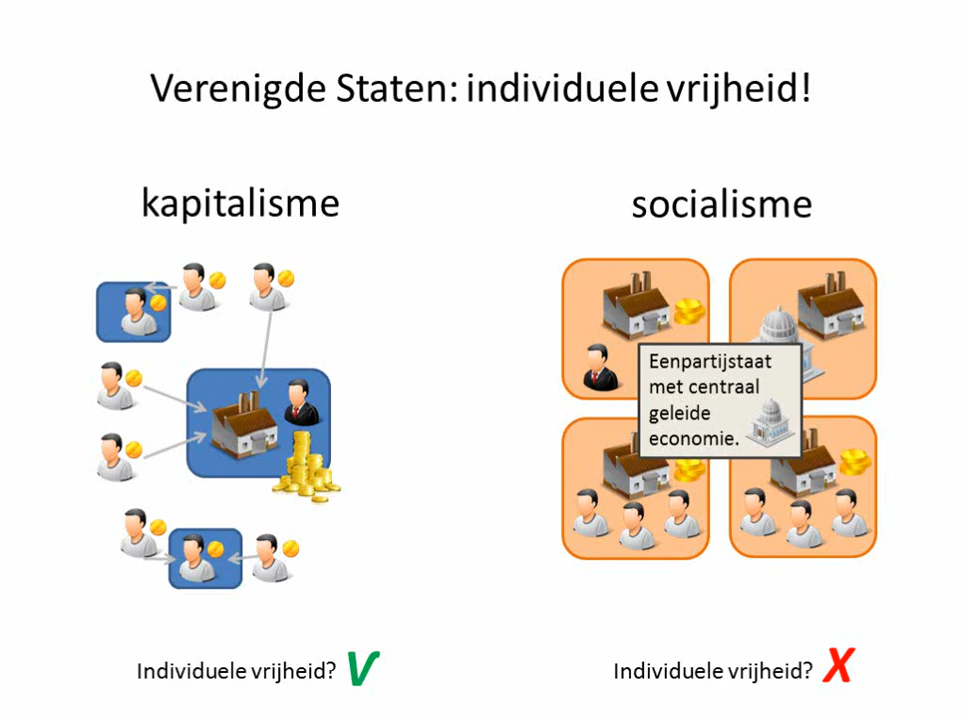 Verenigde Staten: individuele vrijheid!
kapitalisme
socialisme
Eenpartijstaat
met centraal
geleide
economie.
Individuele vrijheid? V
Individuele vrijheid? X